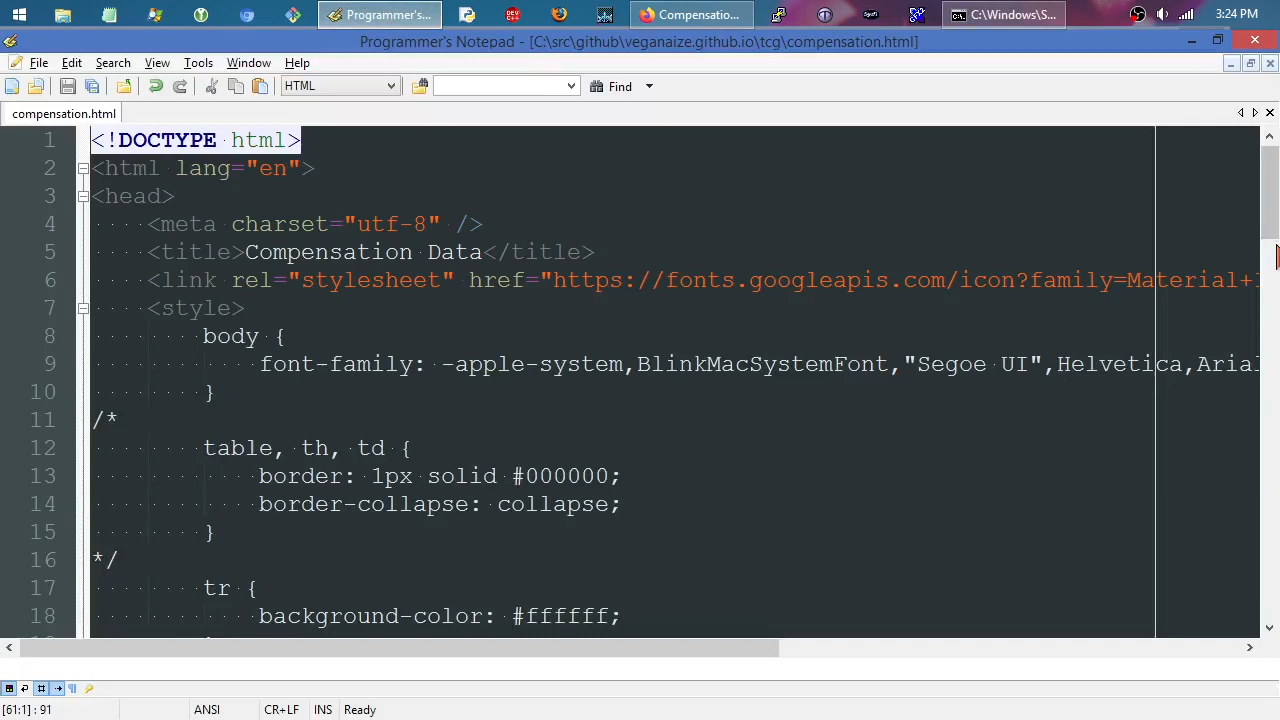 Programmer's...
Compensatio...
C:\Windows\S...
3:24 PM
Programmer's Notepad - [C:\src\github\veganaize.github.io\tcg\compensation.html]
File Edit Search View Tools Window Help
HTML
Find
compensation.html
1 <!DOCTYPE html>
2 <html lang="en">
3 <head>
4 <meta charset="utf-8" />
5 <title>Compensation Data</title>
6 <link rel="stylesheet" href="https://fonts.googleapis.com/icon?family=Material+
7 <style>
8 body {
9 font-family: -apple-system,BlinkMacSystemFont,"Segoe UI",Helvetica,Arial
10 }
11 /*
12 table, th, td {
13 border: 1px solid #000000;
14 border-collapse: collapse;
15 }
16 */
17 tr {
18 background-color: #ffffff;
[61:1] : 91 ANSI CR+LF INS Ready